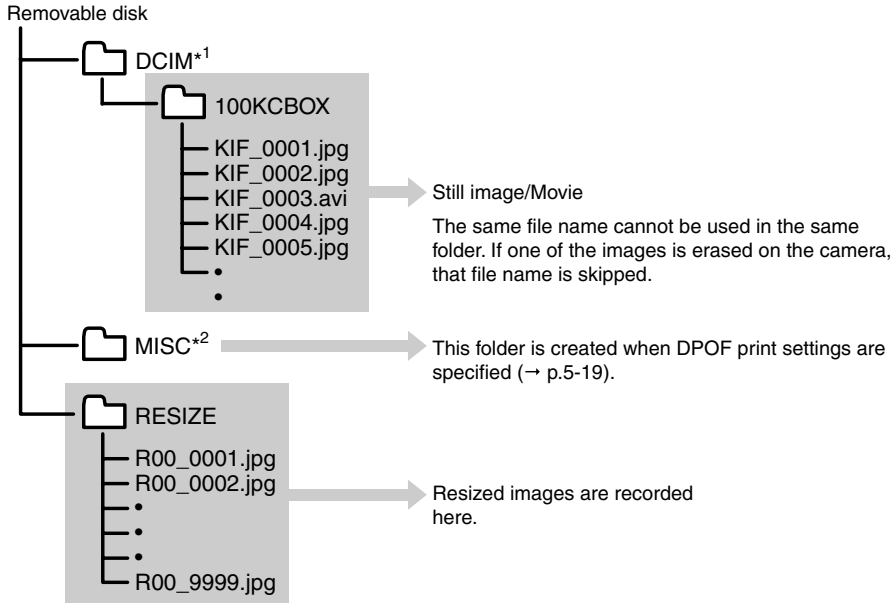 Removable disk
DCIM*1
100KCBOX
KIF_0001.jpg
KIF_0002.jpg
KIF_0003.avi
KIF_0004.jpg
KIF_0005.jpg
Still image/Movie
The same file name cannot be used in the same
folder. If one of the images is erased on the camera,
that file name is skipped.
MISC*2
This folder is created when DPOF print settings are
specified (→ p.5-19).
RESIZE
R00_0001.jpg
R00_0002.jpg
R00_9999.jpg
Resized images are recorded
here.